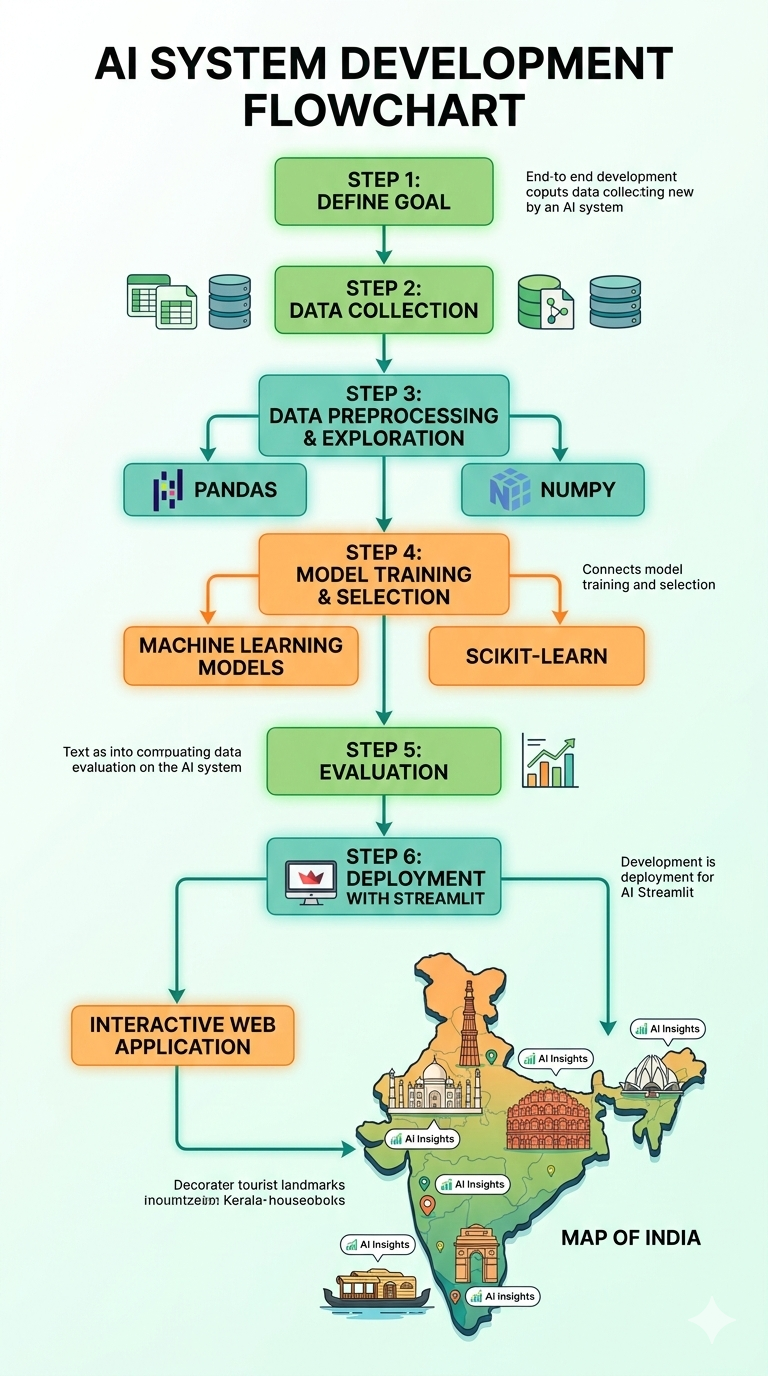 AI SYSTEM DEVELOPMENT
FLOWCHART
STEP 1:
DEFINE GOAL
End-to end development
coputs data collecting new
by an AI system
STEP 2:
DATA COLLECTION
STEP 3:
DATA PREPROCESSING
& EXPLORATION
PANDAS
NUMPY
STEP 4:
MODEL TRAINING
& SELECTION
Connects model
training and selection
MACHINE LEARNING
MODELS
SCIKIT-LEARN
Text as into data
evaluation on the AI system
STEP 5:
EVALUATION
STEP 6:
DEPLOYMENT
WITH STREAMLIT
Development is
deployment for
AI Streamlit
INTERACTIVE WEB
APPLICATION
AI Insights
AI Insights
Ai Insights
Decorater tourist landmarks
Kerala-houseoboks
AI Insights
MAP OF INDIA
AI Insights
Ai insights